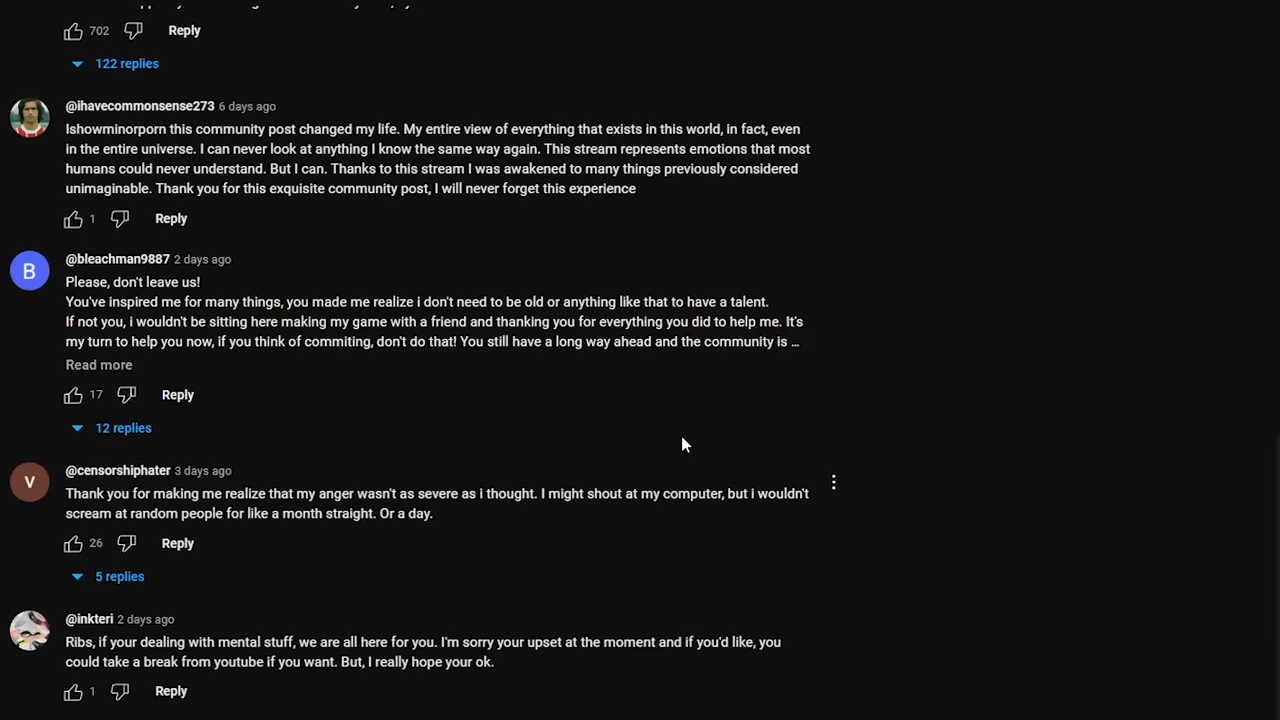 702 Reply
122 replies
@ihavecommonsense273 6 days ago
Ishowminorporn this community post changed my life. My entire view of everything that exists in this world, in fact, even
in the entire universe. I can never look at anything I know the same way again. This stream represents emotions that most
humans could never understand. But I can. Thanks to this stream I was awakened to many things previously considered
unimaginable. Thank you for this exquisite community post, I will never forget this experience
1 Reply
B
@bleachman9887 2 days ago
Please, don't leave us!
You've inspired me for many things, you made me realize i don't need to be old or anything like that to have a talent.
If not you, i wouldn't be sitting here making my game with a friend and thanking you for everything you did to help me. It's
my turn to help you now, if you think of commiting, don't do that! You still have a long way ahead and the community is ...
Read more
17 Reply
12 replies
V
@censorshiphater 3 days ago
Thank you for making me realize that my anger wasn't as severe as i thought. I might shout at my computer, but i wouldn't
scream at random people for like a month straight. Or a day.
26 Reply
5 replies
@inkteri 2 days ago
Ribs, if your dealing with mental stuff, we are all here for you. I'm sorry your upset at the moment and if you'd like, you
could take a break from youtube if you want. But, I really hope your ok.
1 Reply